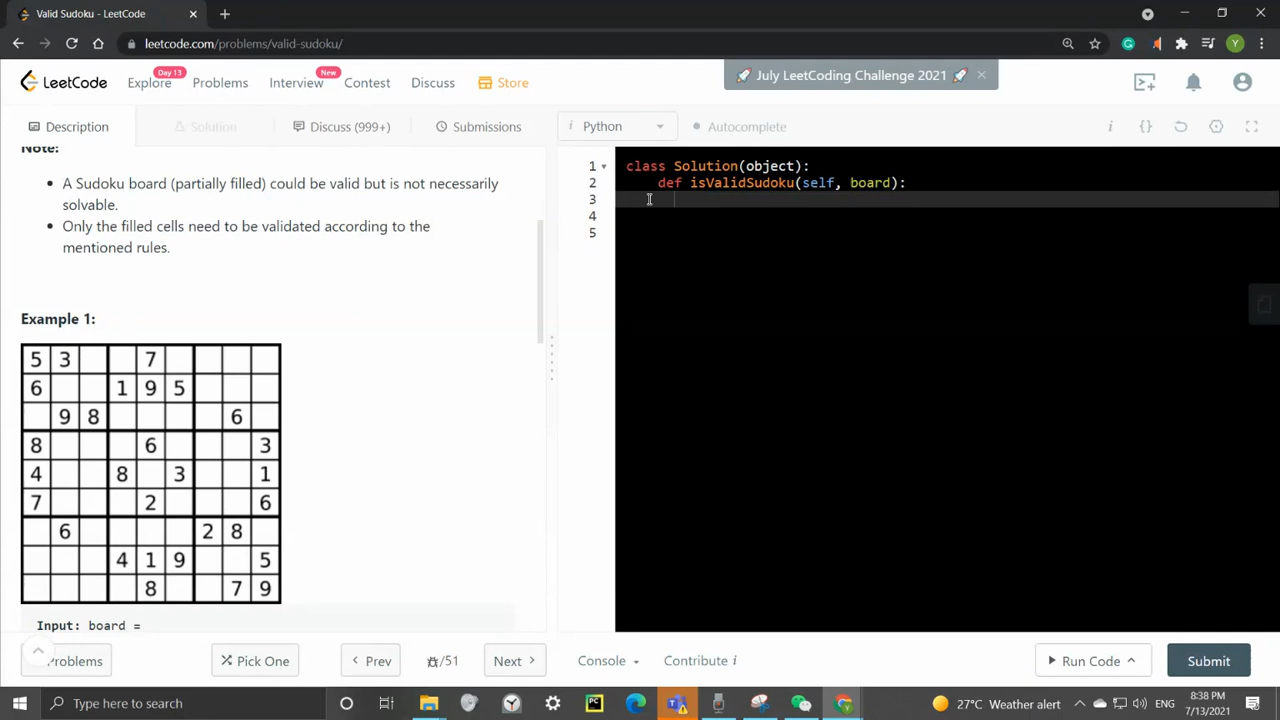 Valid Sudoku - LeetCode
leetcode.com/problems/valid-sudoku/
Y
LeetCode
Explore
Day 13
Problems
Interview
New
Contest
Discuss
Store
🚀 July LeetCoding Challenge 2021 🚀
Description
Solution
Discuss (999+)
Submissions
i Python
Autocomplete
Note:
A Sudoku board (partially filled) could be valid but is not necessarily
solvable.
Only the filled cells need to be validated according to the
mentioned rules.
Example 1:
5 3 7
6 1 9 5
9 8 6
8 6 3
4 8 3 1
7 2 6
6 2 8
4 1 9 5
8 7 9
Input: board =
1 class Solution(object):
2 def isValidSudoku(self, board):
3
4
5
Problems
Pick One
Prev
/51
Next
Console
Contribute i
Run Code
Submit
Type here to search
27°C Weather alert
8:38 PM
7/13/2021